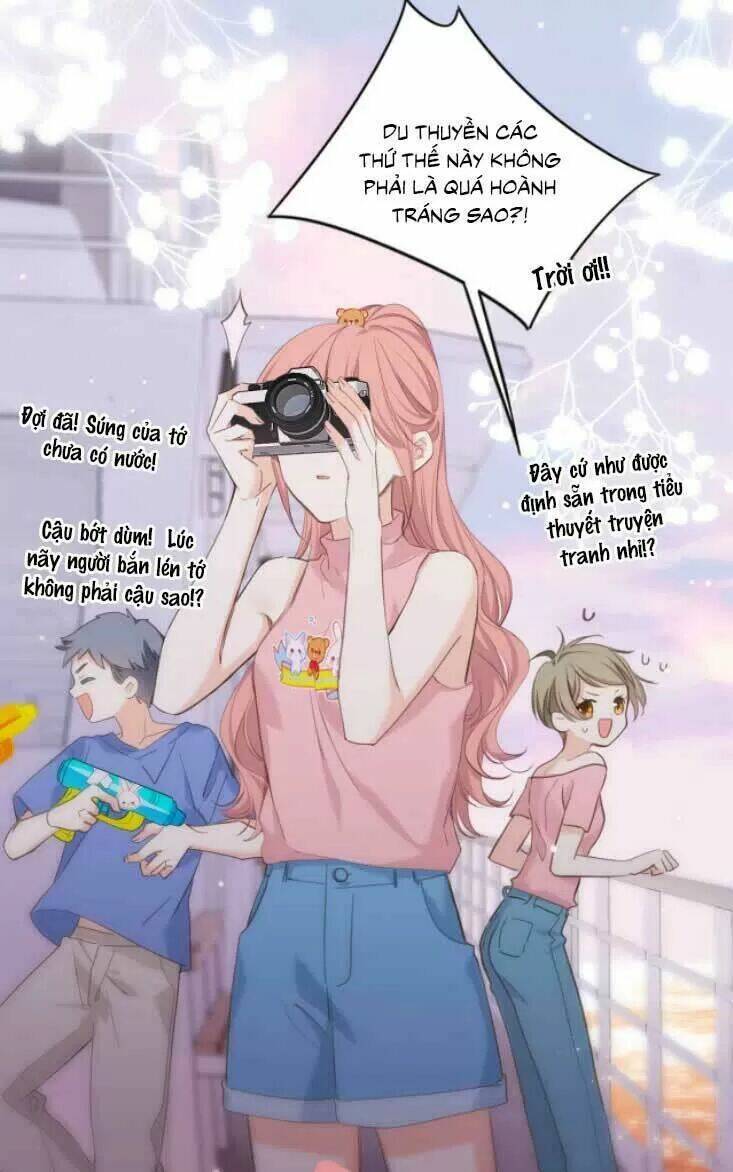 DU THUYỀN CÁC
THỨ THẾ NÀY KHÔNG
PHẢI LÀ QUÁ HOÀNH
TRÁNG SAO?!
Trời ơi!!
Đợi đã! Súng của tớ
chưa có nước!
Đây cứ như được
định sẵn trong tiểu
thuyết truyện
tranh nhỉ!?
Cậu bớt dùm! Lúc
nãy người bắn lén tớ
không phải cậu sao!?